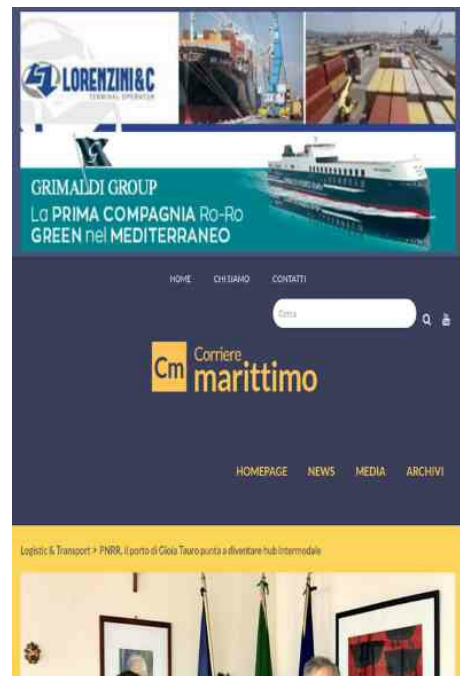 LORENZINI & C
TERMINAL OPERATOR
GRIMALDI GROUP
La PRIMA COMPAGNIA Ro-Ro
GREEN nel MEDITERRANEO
HOME CHI SIAMO CONTATTI
Cerca
Cm Corriere
marittimo
HOMEPAGE NEWS MEDIA ARCHIVI
Logistic & Transport > PNRR, il porto di Gioia Tauro punta a diventare hub intermodale